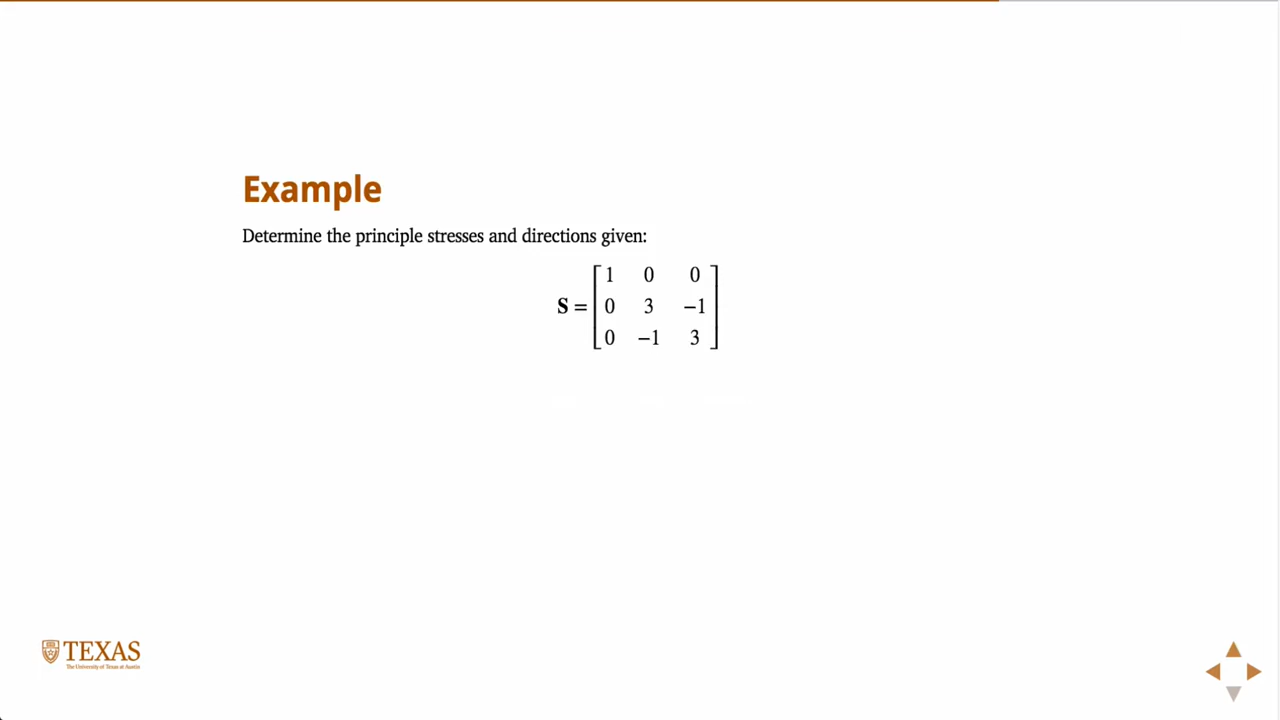 Example
Determine the principle stresses and directions given:
1 0 0
S = 0 3 −1
0 −1 3
TEXAS
The University of Texas at Austin